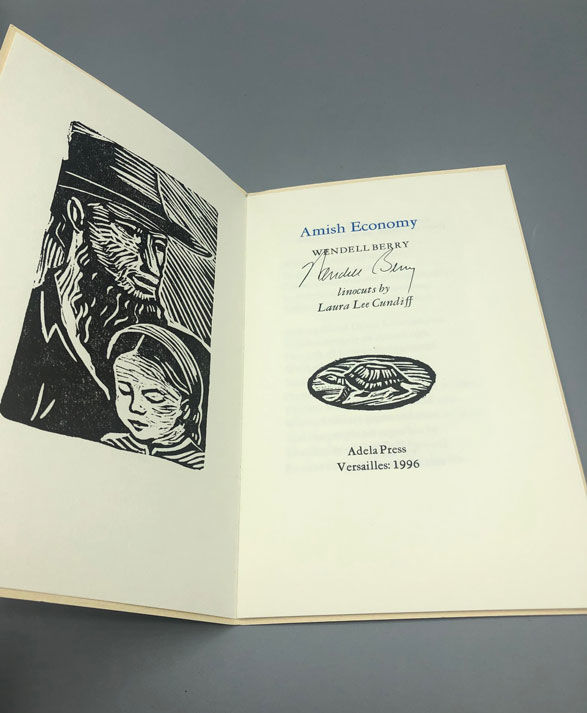 Amish Economy
WENDELL BERRY
Wendell Berry
linocuts by
Laura Lee Cundiff
Adela Press
Versailles: 1996